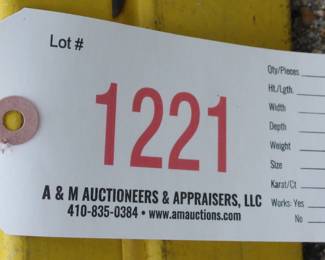 Lot #
1221
A & M AUCTIONEERS & APPRAISERS, LLC
410-835-0384 • www.amauctions.com
Qty/Pieces
Ht./Lgth.
Width
Depth
Weight
Size
Karat/Ct
Works: Yes
No